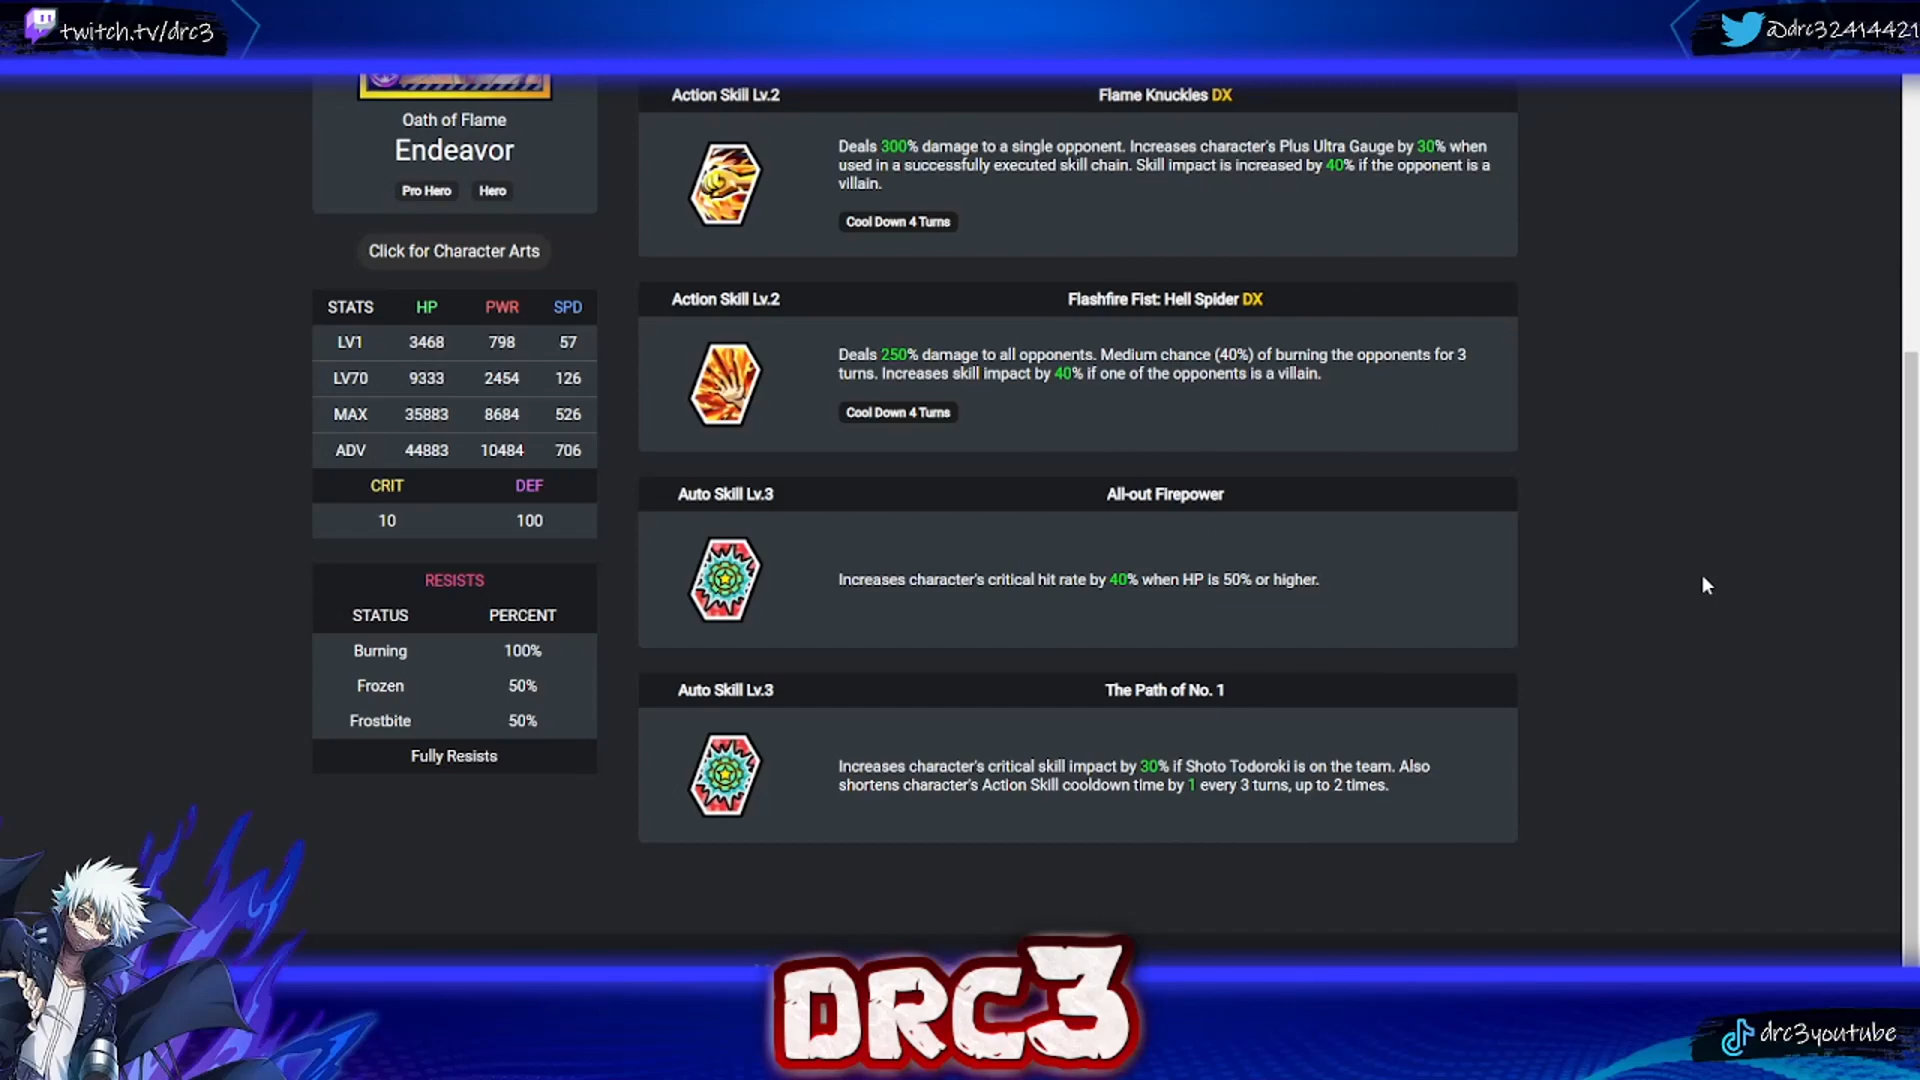 twitch.tv/drc3
@drc32414421
Oath of Flame
Endeavor
Pro Hero Hero
Click for Character Arts
STATS HP PWR SPD
LV1 3468 798 57
LV70 9333 2454 126
MAX 35883 8684 526
ADV 44883 10484 706
CRIT DEF
10 100
RESISTS
STATUS PERCENT
Burning 100%
Frozen 50%
Frostbite 50%
Fully Resists
Action Skill Lv.2 Flame Knuckles DX
Deals 300% damage to a single opponent. Increases character's Plus Ultra Gauge by 30% when
used in a successfully executed skill chain. Skill impact is increased by 40% if the opponent is a
villain.
Cool Down 4 Turns
Action Skill Lv.2 Flashfire Fist: Hell Spider DX
Deals 250% damage to all opponents. Medium chance (40%) of burning the opponents for 3
turns. Increases skill impact by 40% if one of the opponents is a villain.
Cool Down 4 Turns
Auto Skill Lv.3 All-out Firepower
Increases character's critical hit rate by 40% when HP is 50% or higher.
Auto Skill Lv.3 The Path of No. 1
Increases character's critical skill impact by 30% if Shoto Todoroki is on the team. Also
shortens character's Action Skill cooldown time by 1 every 3 turns, up to 2 times.
DRC3
drc3youtube